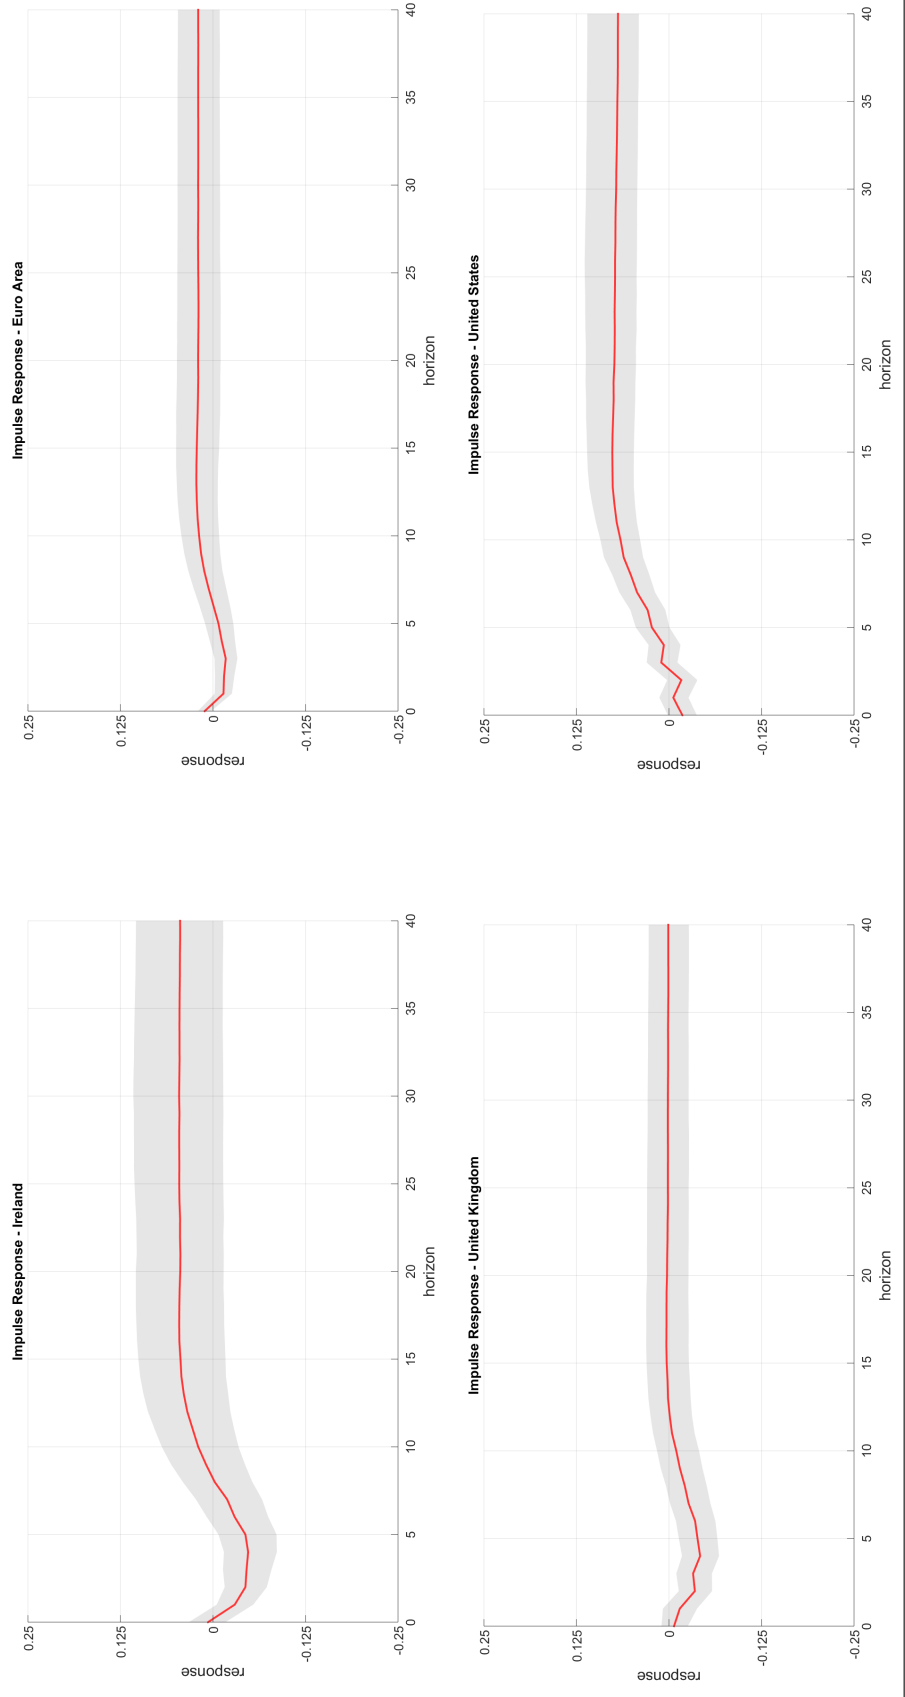 Impulse Response - Ireland
0.25
0.125
0
-0.125
-0.25
response
0 5 10 15 20 25 30 35 40
horizon
Impulse Response - Euro Area
0.25
0.125
0
-0.125
-0.25
response
0 5 10 15 20 25 30 35 40
horizon
Impulse Response - United Kingdom
0.25
0.125
0
-0.125
-0.25
response
0 5 10 15 20 25 30 35 40
horizon
Impulse Response - United States
0.25
0.125
0
-0.125
-0.25
response
0 5 10 15 20 25 30 35 40
horizon